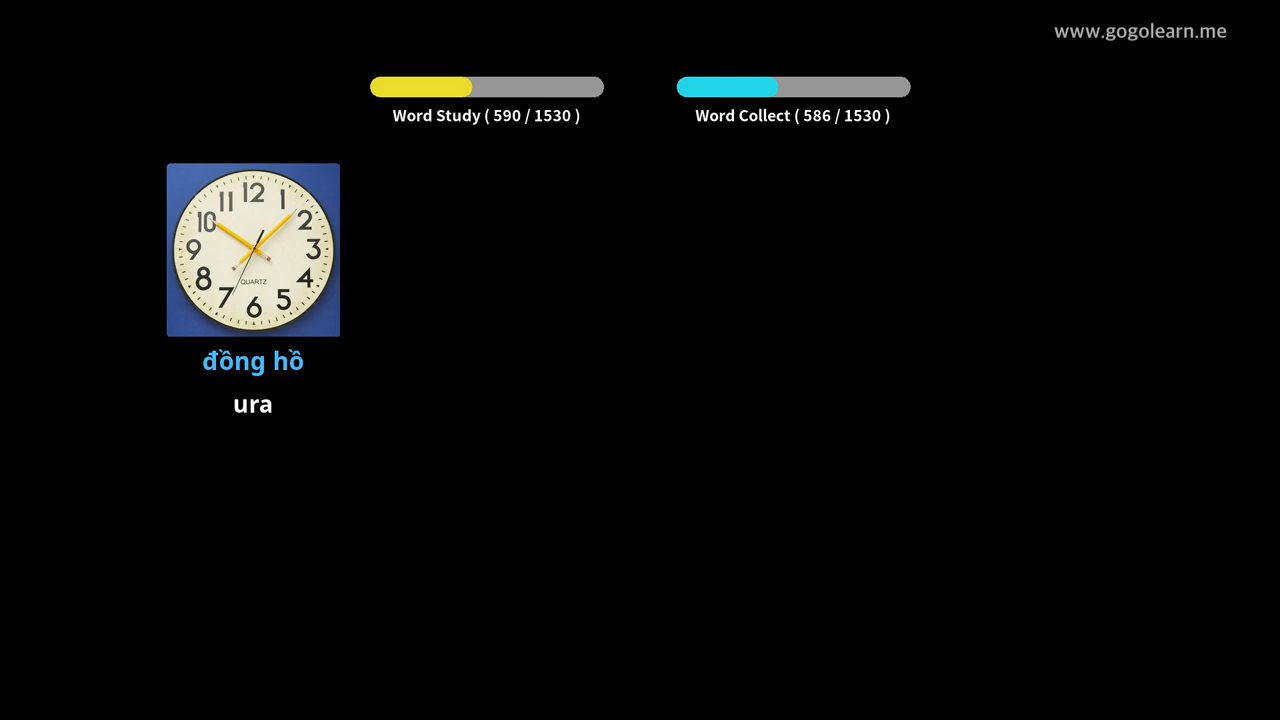 www.gogolearn.me
Word Study ( 590 / 1530 )
Word Collect ( 586 / 1530 )
12
1
2
3
4
5
6
7
8
9
10
11
QUARTZ
đồng hồ
ura